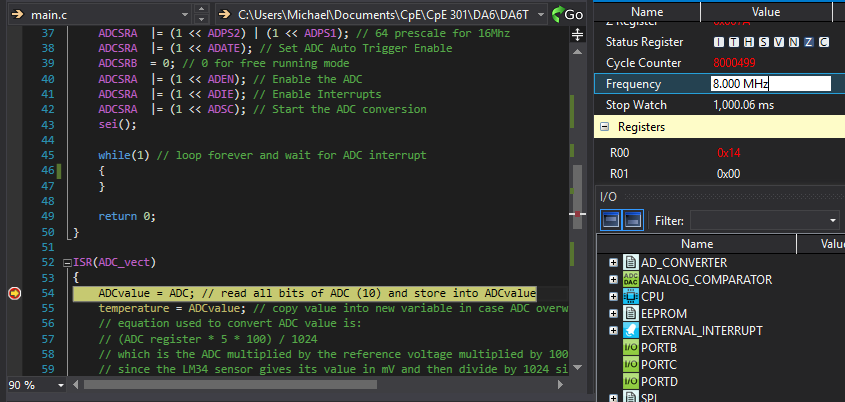 main.c
C:\Users\Michael\Documents\CpE\CpE 301\DA6\DA6T
Go
37 ADCSRA |= (1 << ADPS2) | (1 << ADPS1); // 64 prescale for 16Mhz
38 ADCSRA |= (1 << ADATE); // Set ADC Auto Trigger Enable
39 ADCSRB = 0; // 0 for free running mode
40 ADCSRA |= (1 << ADEN); // Enable the ADC
41 ADCSRA |= (1 << ADIE); // Enable Interrupts
42 ADCSRA |= (1 << ADSC); // Start the ADC conversion
43 sei();
44
45 while(1) // loop forever and wait for ADC interrupt
46 {
47 }
48
49 return 0;
50 }
51
52 ISR(ADC_vect)
53 {
54 ADCvalue = ADC; // read all bits of ADC (10) and store into ADCvalue
55 temperature = ADCvalue; // copy value into new variable in case ADC overw
56 // equation used to convert ADC value is:
57 // (ADC register * 5 * 100) / 1024
58 // which is the ADC multiplied by the reference voltage multiplied by 100
59 // since the LM34 sensor gives its value in mV and then divide by 1024 si
90 %
Name Value
Z Register
Status Register I T H S V N Z C
Cycle Counter 8000499
Frequency 8.000 MHz
Stop Watch 1,000.06 ms
Registers
R00 0x14
R01 0x00
I/O
Filter:
Name Valu
AD_CONVERTER
ADC DAC ANALOG_COMPARATOR
CPU
EEPROM
EXTERNAL_INTERRUPT
I/O PORTB
I/O PORTC
I/O PORTD
SPI